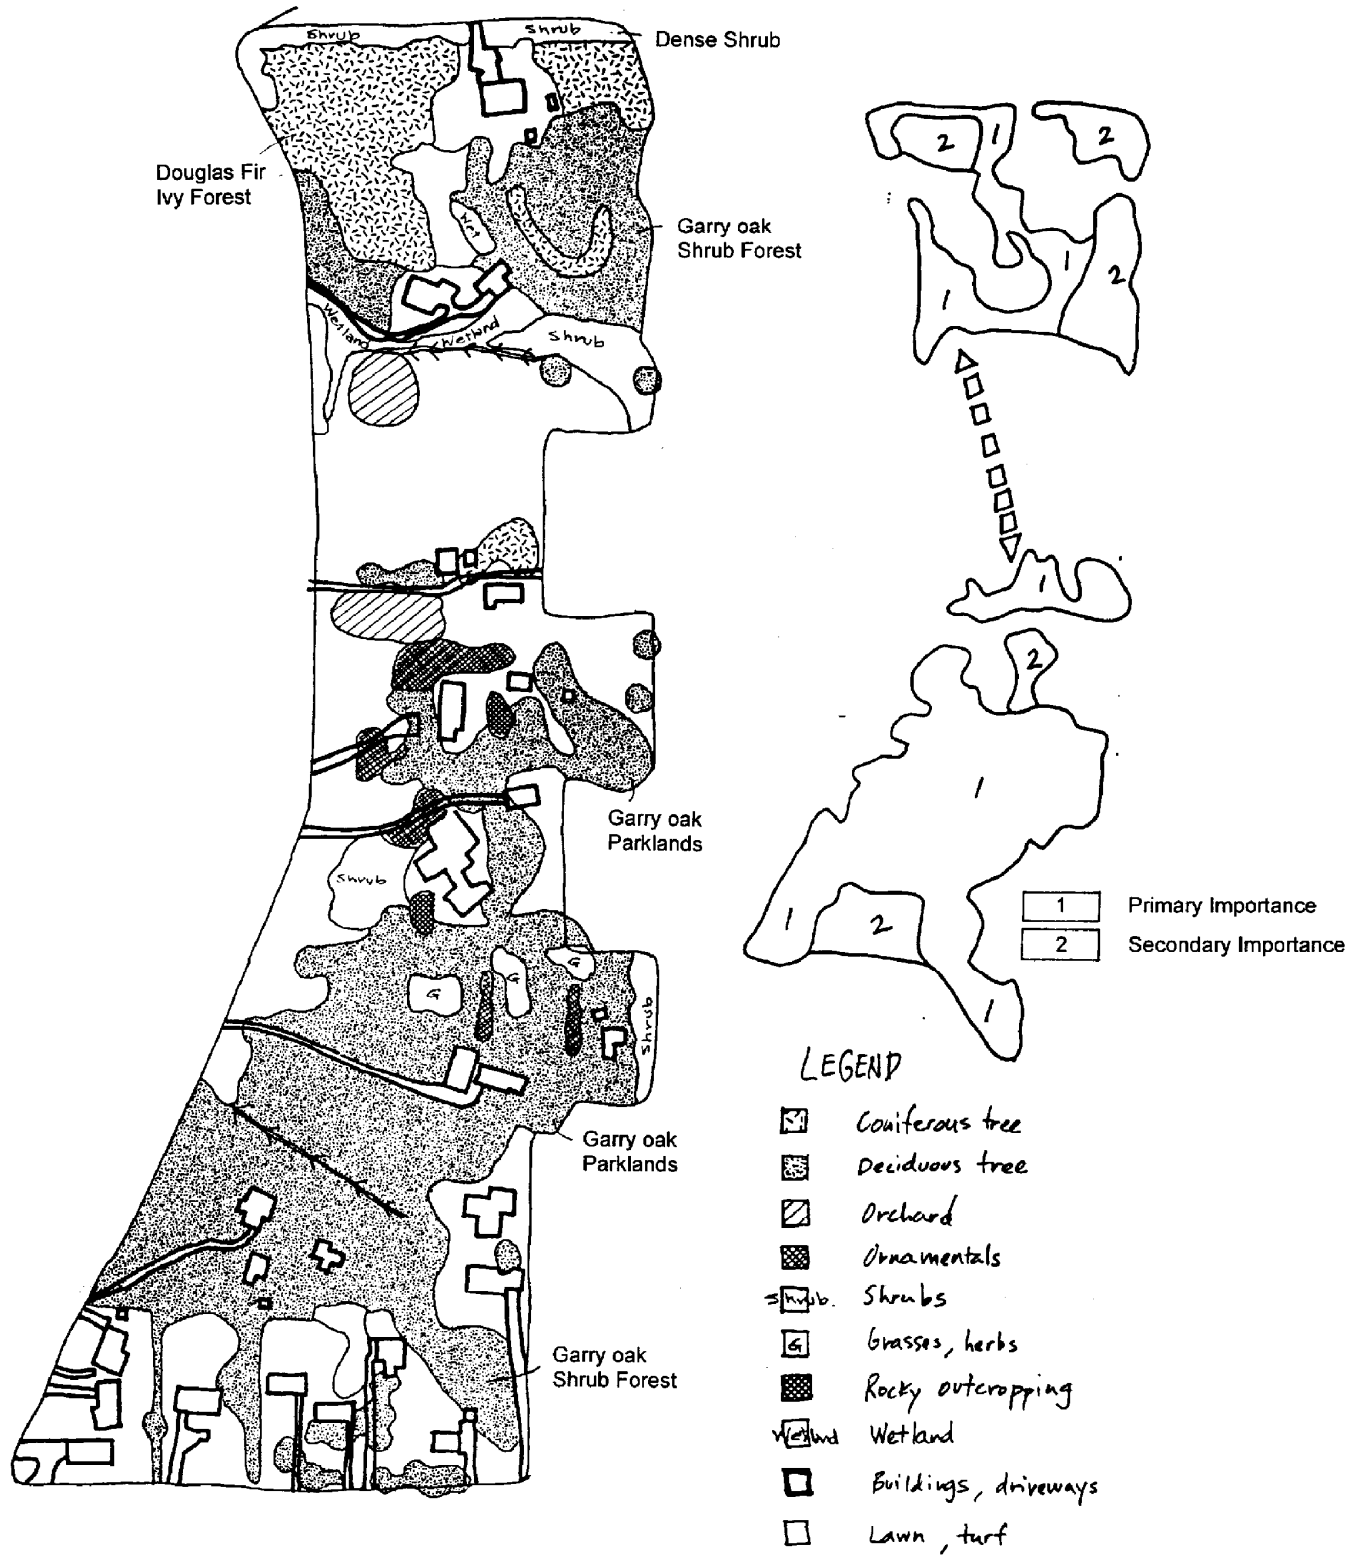 Shrub
Shrub
Dense Shrub
Douglas Fir
Ivy Forest
Wet
Garry oak
Shrub Forest
Wetland
Wetland
Shrub
Garry oak
Parklands
Shrub
G
G
G
Shrub
Garry oak
Parklands
Garry oak
Shrub Forest
2
1
2
1
1
2
1
2
1
1
2
1
1 Primary Importance
2 Secondary Importance
LEGEND
Coniferous tree
Deciduous tree
Orchard
Ornamentals
Shrub. Shrubs
G Grasses, herbs
Rocky outcropping
Wetlnd Wetland
Buildings, driveways
Lawn, turf